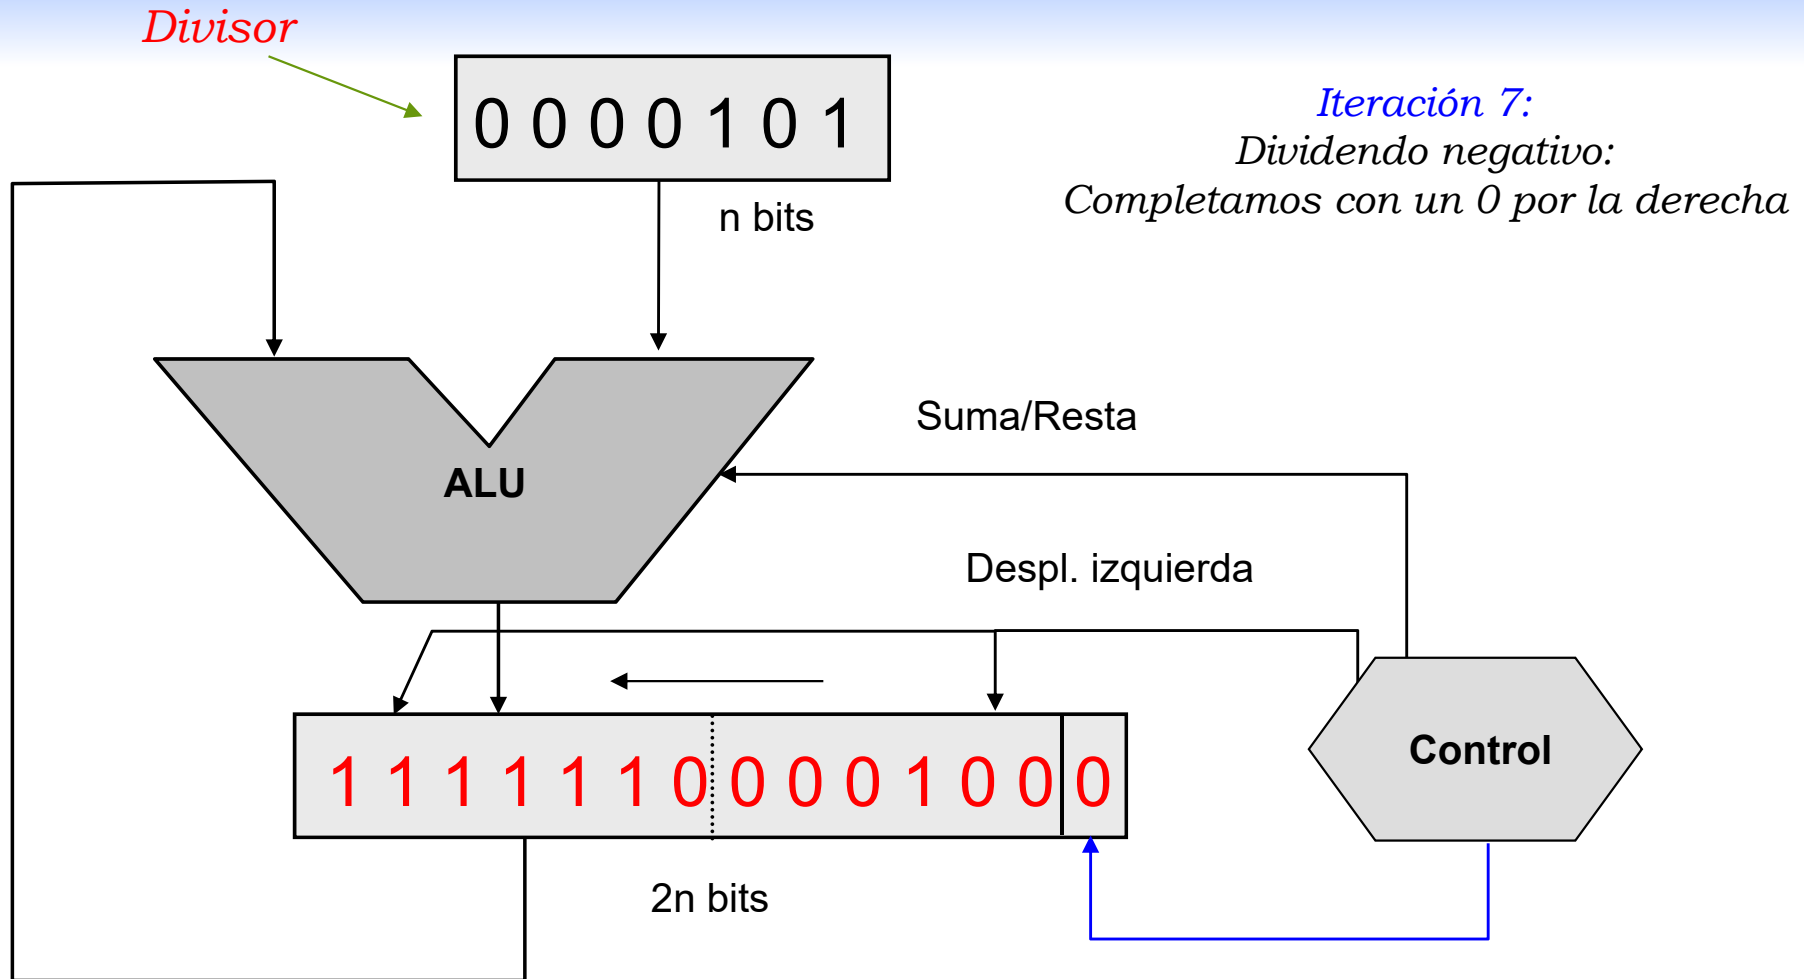 Divisor
0 0 0 0 1 0 1
Iteración 7:
Dividendo negativo:
Completamos con un 0 por la derecha
n bits
Suma/Resta
ALU
Despl. izquierda
1 1 1 1 1 1 0 0 0 0 1 0 0 0
Control
2n bits